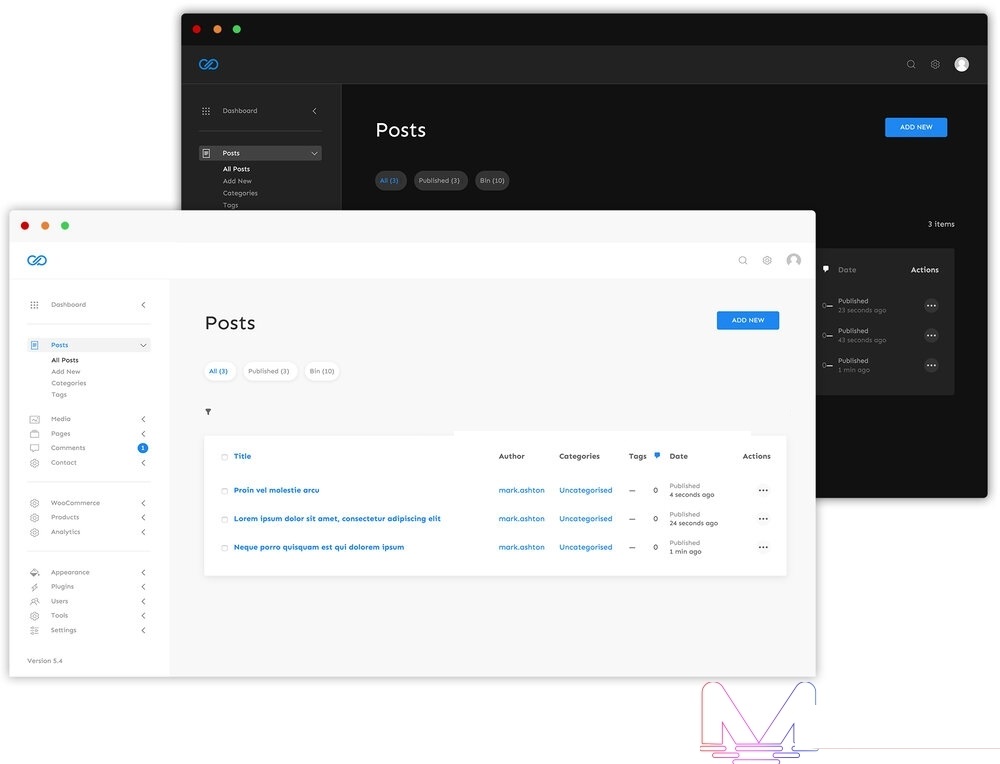 Dashboard
Posts
ADD NEW
Posts
All (3)
Published (3)
Bin (10)
All Posts
Add New
Categories
Tags
3 items
Date
Actions
Published
23 seconds ago
Published
43 seconds ago
Published
1 min ago
Dashboard
Posts
All Posts
Add New
Categories
Tags
Media
Pages
Comments
1
Contact
WooCommerce
Products
Analytics
Appearance
Plugins
Users
Tools
Settings
Version 5.4
Posts
ADD NEW
All (3)
Published (3)
Bin (10)
Title Author Categories Tags Date Actions
Proin vel molestie arcu mark.ashton Uncategorised — 0 Published
4 seconds ago
Lorem ipsum dolor sit amet, consectetur adipiscing elit mark.ashton Uncategorised — 0 Published
24 seconds ago
Neque porro quisquam est qui dolorem ipsum mark.ashton Uncategorised — 0 Published
1 min ago